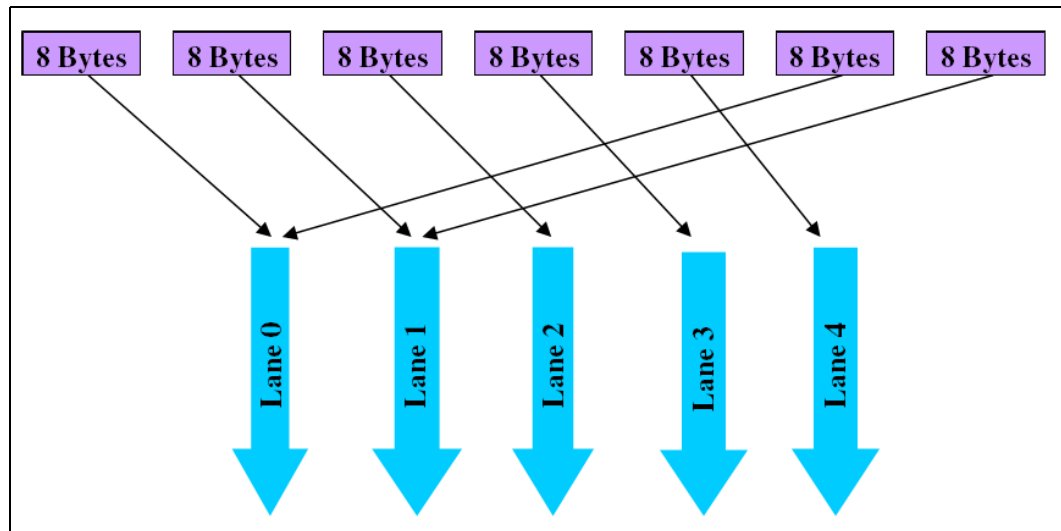 8 Bytes 8 Bytes 8 Bytes 8 Bytes 8 Bytes 8 Bytes 8 Bytes
Lane 0
Lane 1
Lane 2
Lane 3
Lane 4